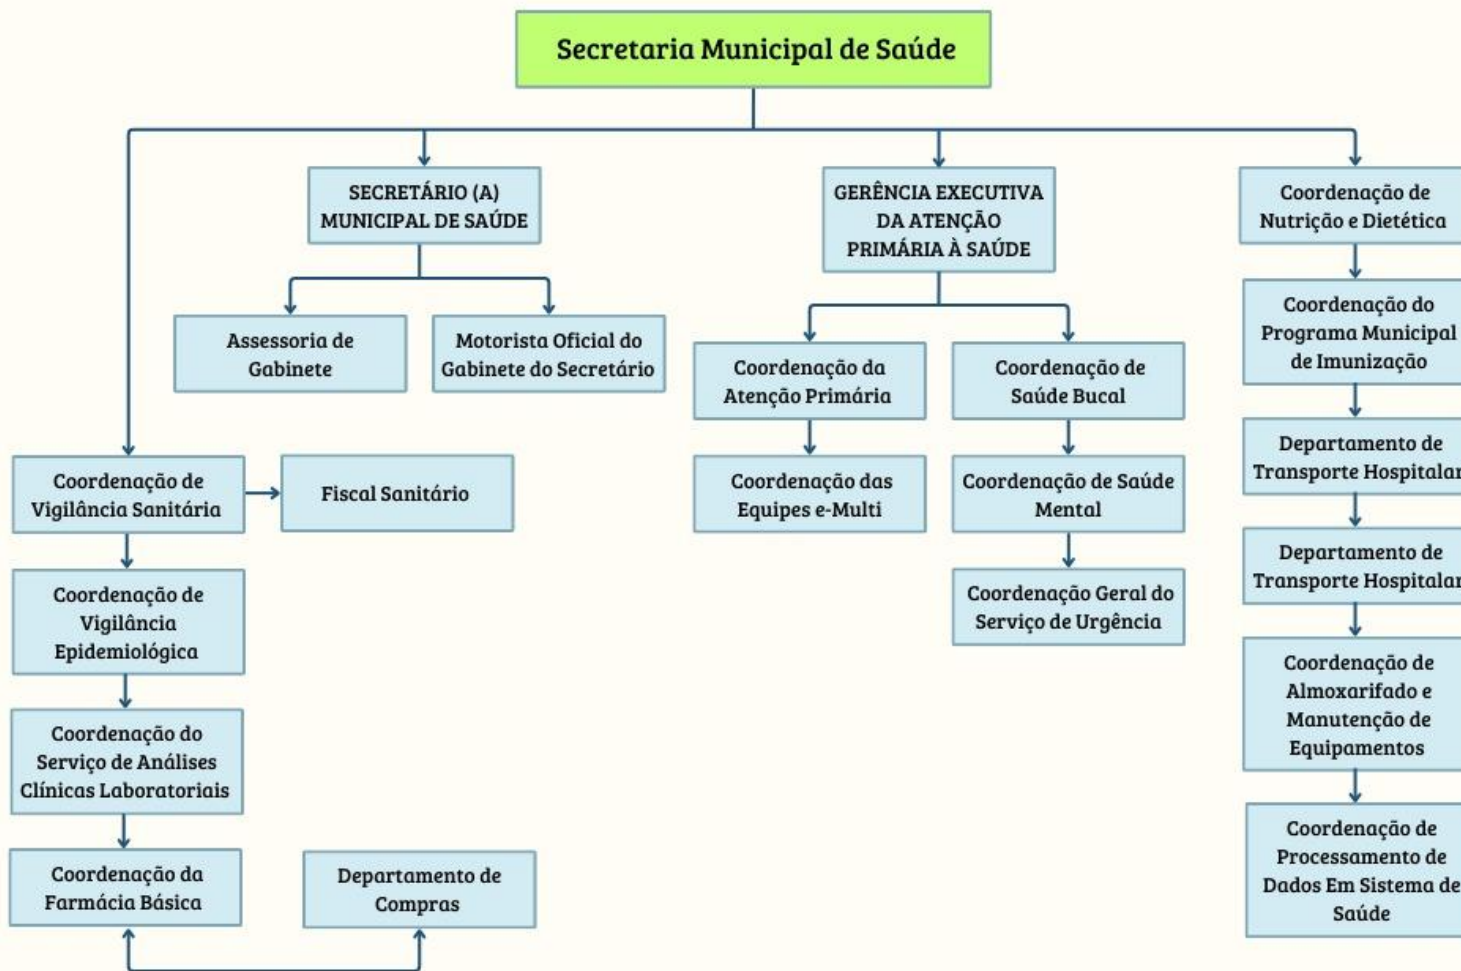 Secretaria Municipal de Saúde
SECRETÁRIO (A)
MUNICIPAL DE SAÚDE
Assessoria de
Gabinete
Motorista Oficial do
Gabinete do Secretário
GERÊNCIA EXECUTIVA
DA ATENÇÃO
PRIMÁRIA À SAÚDE
Coordenação da
Atenção Primária
Coordenação das
Equipes e-Multi
Coordenação de
Saúde Bucal
Coordenação de Saúde
Mental
Coordenação Geral do
Serviço de Urgência
Coordenação de
Nutrição e Dietética
Coordenação do
Programa Municipal
de Imunização
Departamento de
Transporte Hospitalar
Departamento de
Transporte Hospitalar
Coordenação de
Almoxarifado e
Manutenção de
Equipamentos
Coordenação de
Processamento de
Dados Em Sistema de
Saúde
Coordenação de
Vigilância Sanitária
Fiscal Sanitário
Coordenação de
Vigilância
Epidemiológica
Coordenação do
Serviço de Análises
Clínicas Laboratoriais
Coordenação da
Farmácia Básica
Departamento de
Compras